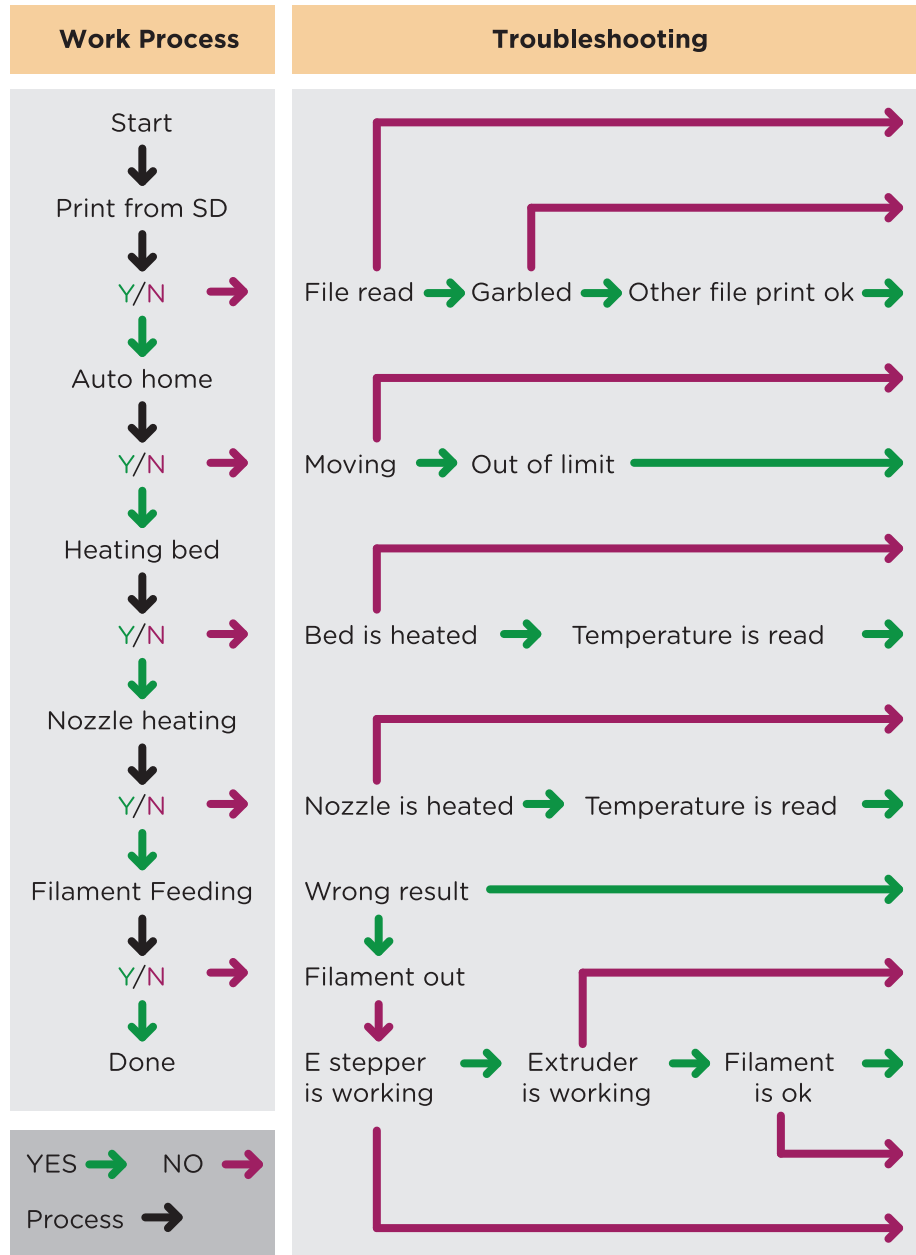 Work Process
Troubleshooting
Start
Print from SD
Y/N
File read
Garbled
Other file print ok
Auto home
Y/N
Moving
Out of limit
Heating bed
Y/N
Bed is heated
Temperature is read
Nozzle heating
Y/N
Nozzle is heated
Temperature is read
Filament Feeding
Wrong result
Y/N
Filament out
Done
E stepper
is working
Extruder
is working
Filament
is ok
YES
NO
Process